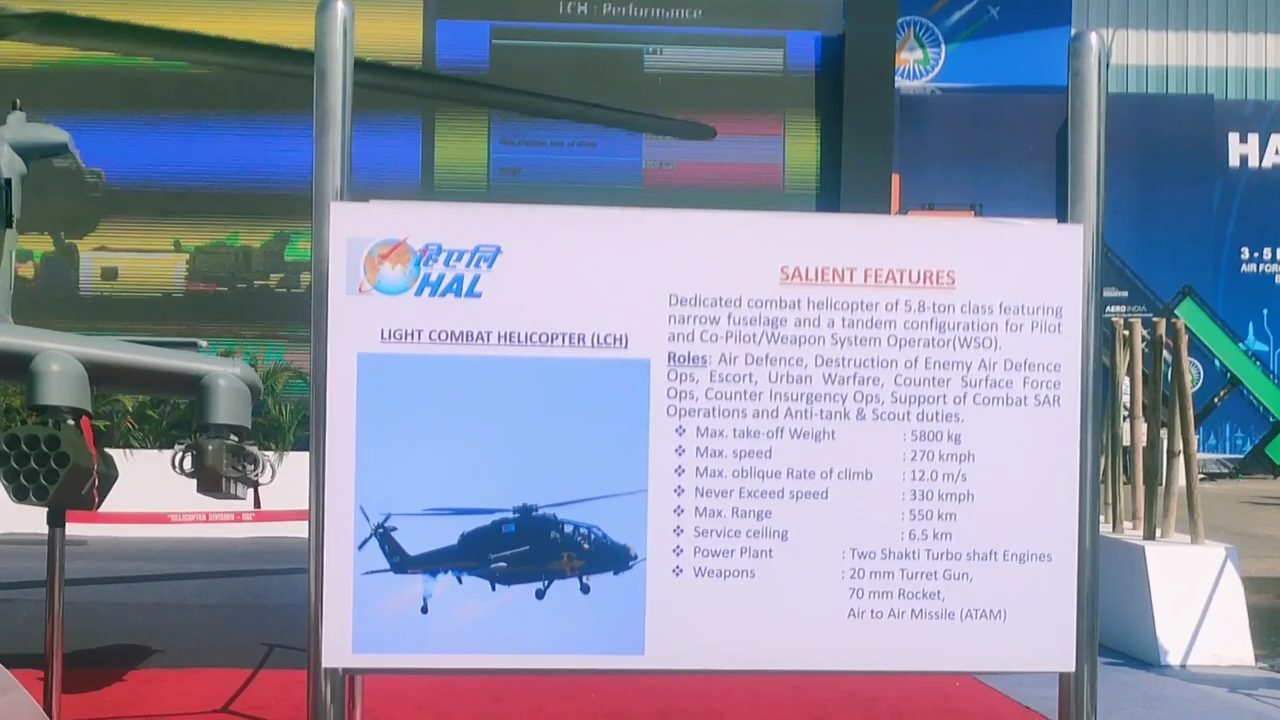 LCH : Performance
हिएलि
HAL
LIGHT COMBAT HELICOPTER (LCH)
SALIENT FEATURES
Dedicated combat helicopter of 5.8-ton class featuring
narrow fuselage and a tandem configuration for Pilot
and Co-Pilot/Weapon System Operator(WSO).
Roles: Air Defence, Destruction of Enemy Air Defence
Ops, Escort, Urban Warfare, Counter Surface Force
Ops, Counter Insurgency Ops, Support of Combat SAR
Operations and Anti-tank & Scout duties.
❖ Max. take-off Weight : 5800 kg
❖ Max. speed : 270 kmph
❖ Max. oblique Rate of climb : 12.0 m/s
❖ Never Exceed speed : 330 kmph
❖ Max. Range : 550 km
❖ Service ceiling : 6.5 km
❖ Power Plant : Two Shakti Turbo shaft Engines
❖ Weapons : 20 mm Turret Gun,
70 mm Rocket,
Air to Air Missile (ATAM)
"HELICOPTER DIVISION – HAL"
HA
3 - 5
AIR FOR
AERO INDIA